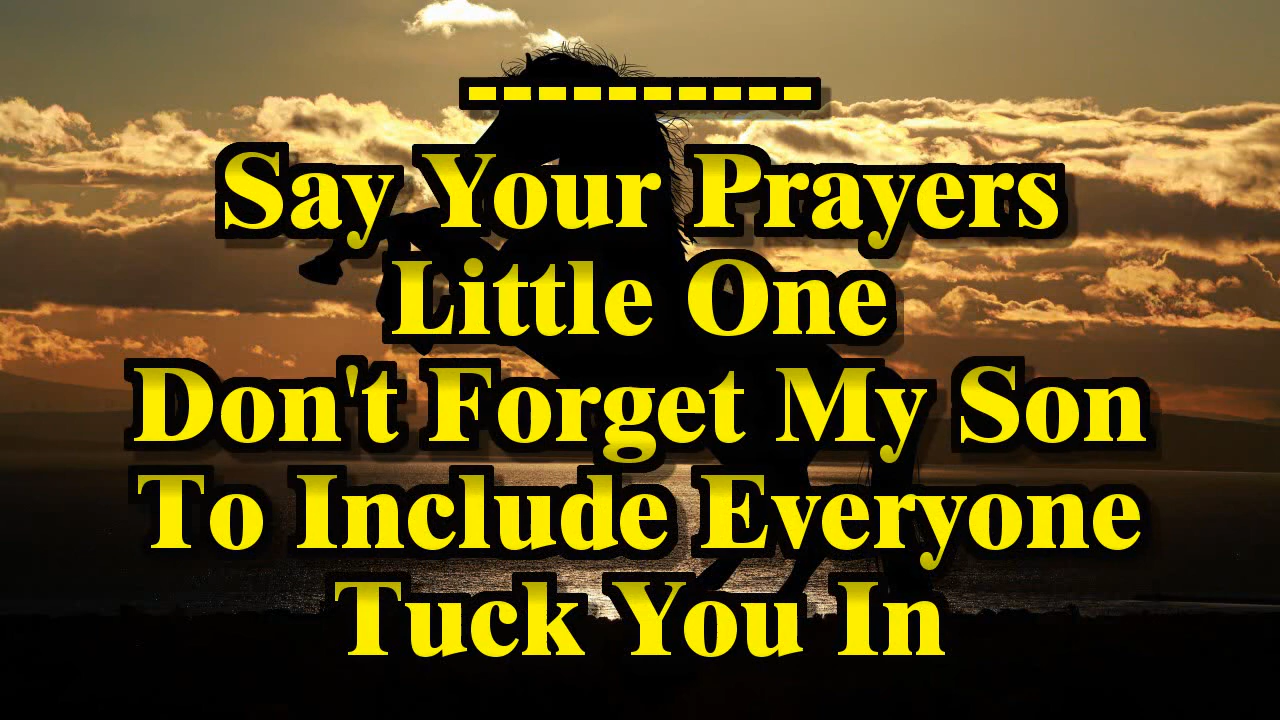 ----------
Say Your Prayers
Little One
Don't Forget My Son
To Include Everyone
Tuck You In